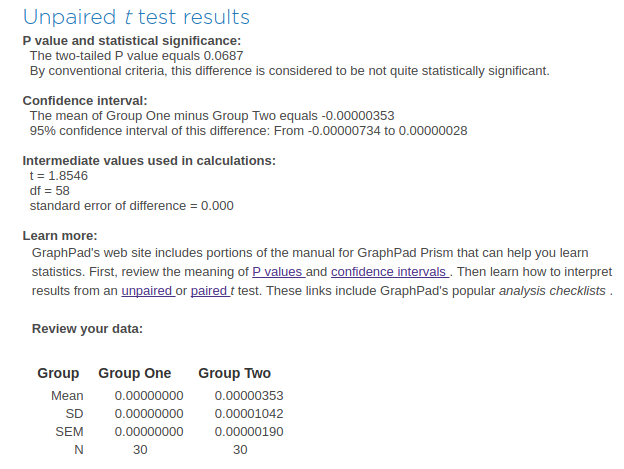 Unpaired t test results
P value and statistical significance:
The two-tailed P value equals 0.0687
By conventional criteria, this difference is considered to be not quite statistically significant.
Confidence interval:
The mean of Group One minus Group Two equals -0.00000353
95% confidence interval of this difference: From -0.00000734 to 0.00000028
Intermediate values used in calculations:
t = 1.8546
df = 58
standard error of difference = 0.000
Learn more:
GraphPad's web site includes portions of the manual for GraphPad Prism that can help you learn
statistics. First, review the meaning of P values and confidence intervals . Then learn how to interpret
results from an unpaired or paired t test. These links include GraphPad's popular analysis checklists .
Review your data:
Group Group One Group Two
Mean 0.00000000 0.00000353
SD 0.00000000 0.00001042
SEM 0.00000000 0.00000190
N 30 30